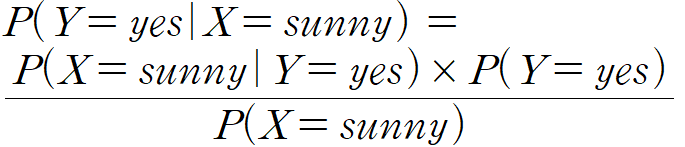 P(Y= yes|X= sunny) =
P(X= sunny| Y= yes) × P(Y= yes)
P(X= sunny)